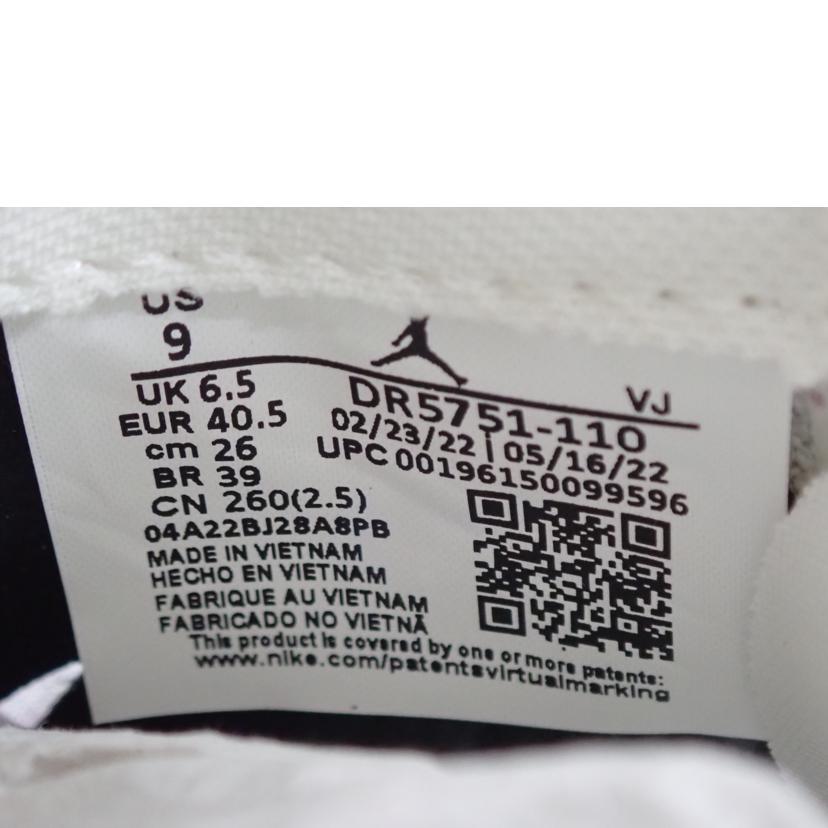 US
9
VJ
UK 6.5
EUR 40.5
cm 26
BR 39
CN 260(2.5)
DR5751-110
02/23/22 | 05/16/22
UPC 00196150099596
04A22BJ28A8PB
MADE IN VIETNAM
HECHO EN VIETNAM
FABRIQUE AU VIETNAM
FABRICADO NO VIETNÃ
This product is covered by one or more patents:
www.nike.com/patentsvirtualmarking